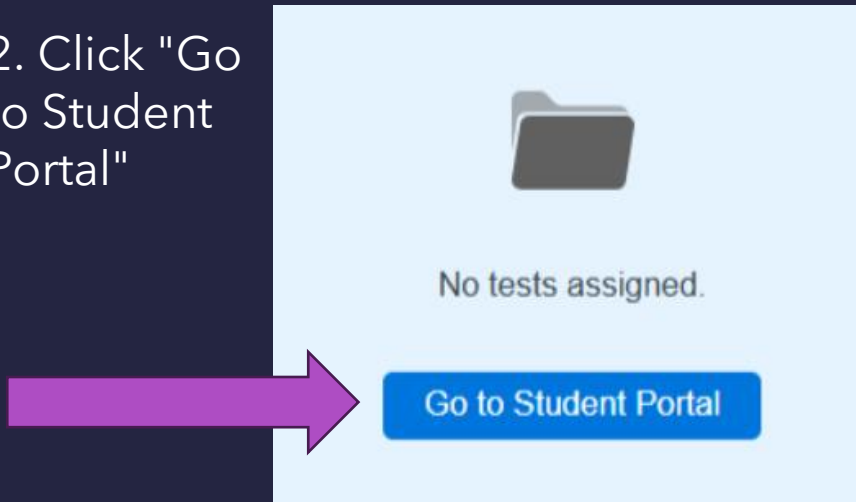 2. Click "Go
o Student
Portal"
No tests assigned.
Go to Student Portal